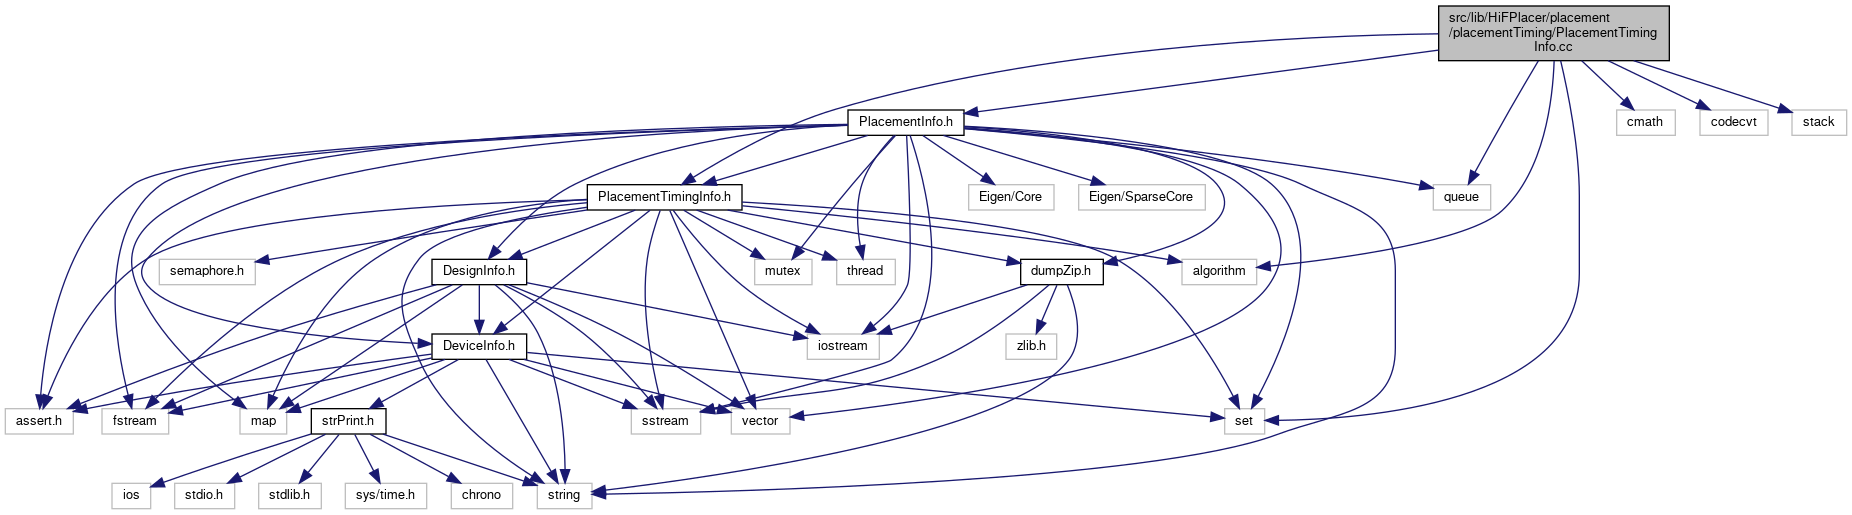 src/lib/HiFPlacer/placement
/placementTiming/PlacementTiming
Info.cc
PlacementInfo.h
cmath
codecvt
stack
PlacementTimingInfo.h
Eigen/Core
Eigen/SparseCore
queue
semaphore.h
DesignInfo.h
mutex
thread
dumpZip.h
algorithm
DeviceInfo.h
iostream
zlib.h
assert.h
fstream
map
strPrint.h
sstream
vector
set
ios
stdio.h
stdlib.h
sys/time.h
chrono
string